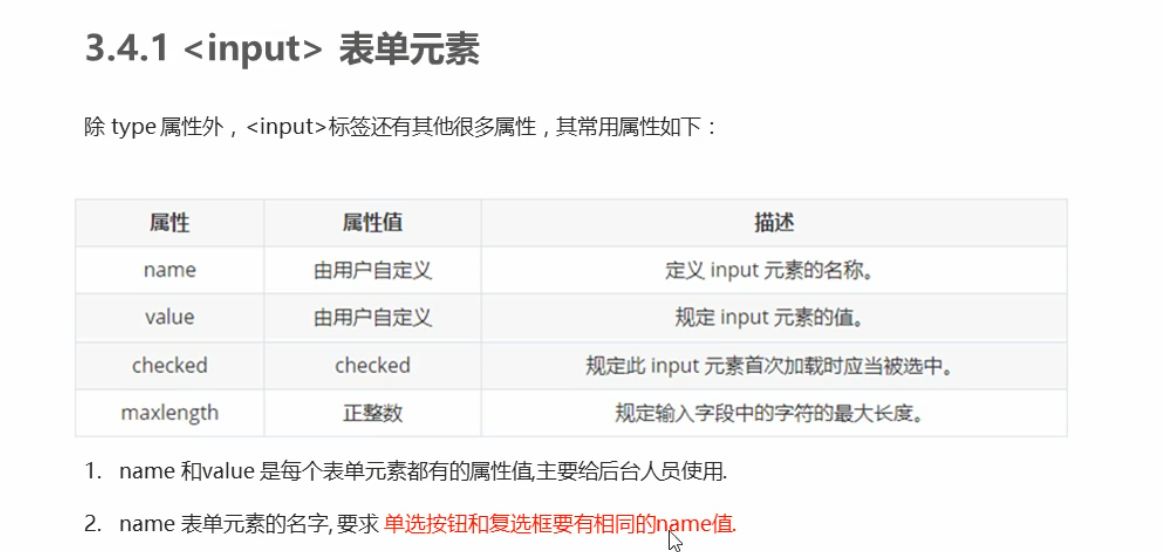 3.4.1 <input> 表单元素
除 type 属性外，<input>标签还有其他很多属性，其常用属性如下：
属性 属性值 描述
name 由用户自定义 定义 input 元素的名称。
value 由用户自定义 规定 input 元素的值。
checked checked 规定此 input 元素首次加载时应当被选中。
maxlength 正整数 规定输入字段中的字符的最大长度。
1. name 和value 是每个表单元素都有的属性值,主要给后台人员使用.
2. name 表单元素的名字, 要求 单选按钮和复选框要有相同的name值.